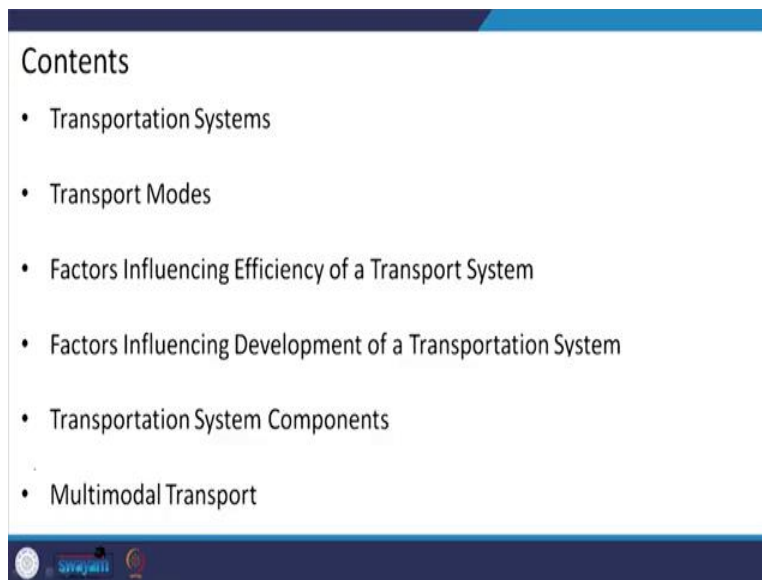 Contents
• Transportation Systems
• Transport Modes
• Factors Influencing Efficiency of a Transport System
• Factors Influencing Development of a Transportation System
• Transportation System Components
• Multimodal Transport
swayam